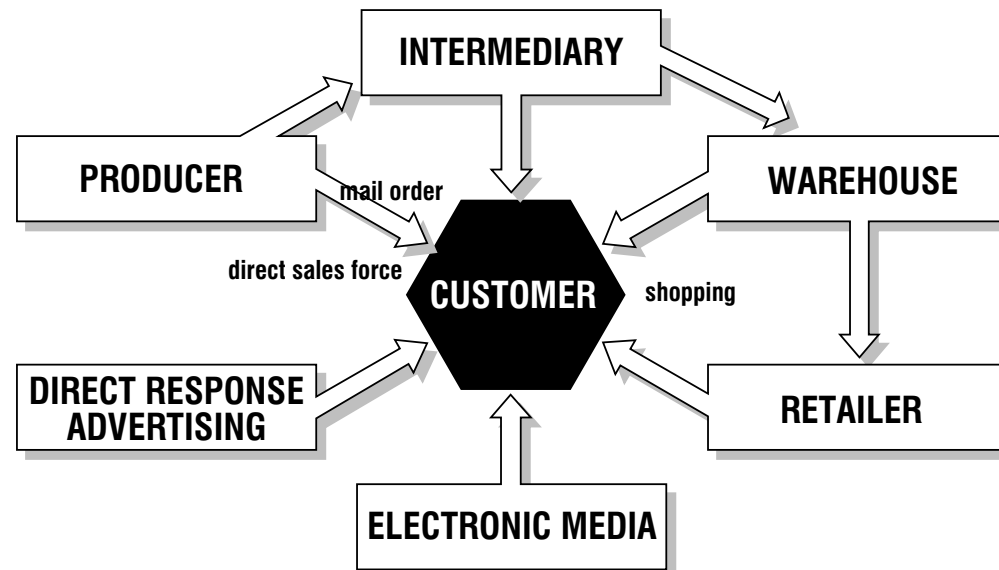 INTERMEDIARY
PRODUCER
WAREHOUSE
mail order
direct sales force
CUSTOMER
shopping
DIRECT RESPONSE
ADVERTISING
RETAILER
ELECTRONIC MEDIA